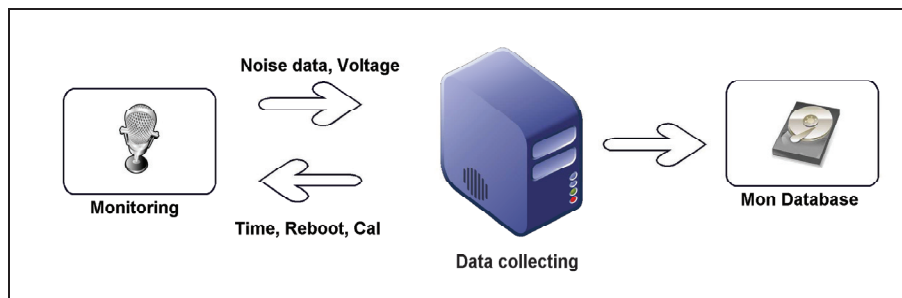 Noise data, Voltage
Monitoring
Time, Reboot, Cal
Data collecting
Mon Database